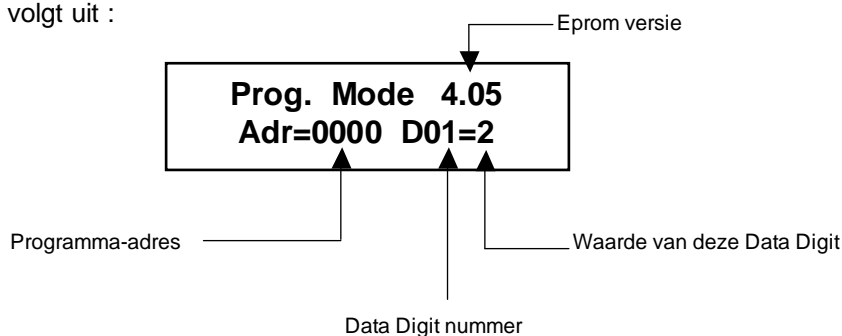 volgt uit :
Eprom versie
Prog. Mode 4.05
Adr=0000 D01=2
Programma-adres
Waarde van deze Data Digit
Data Digit nummer